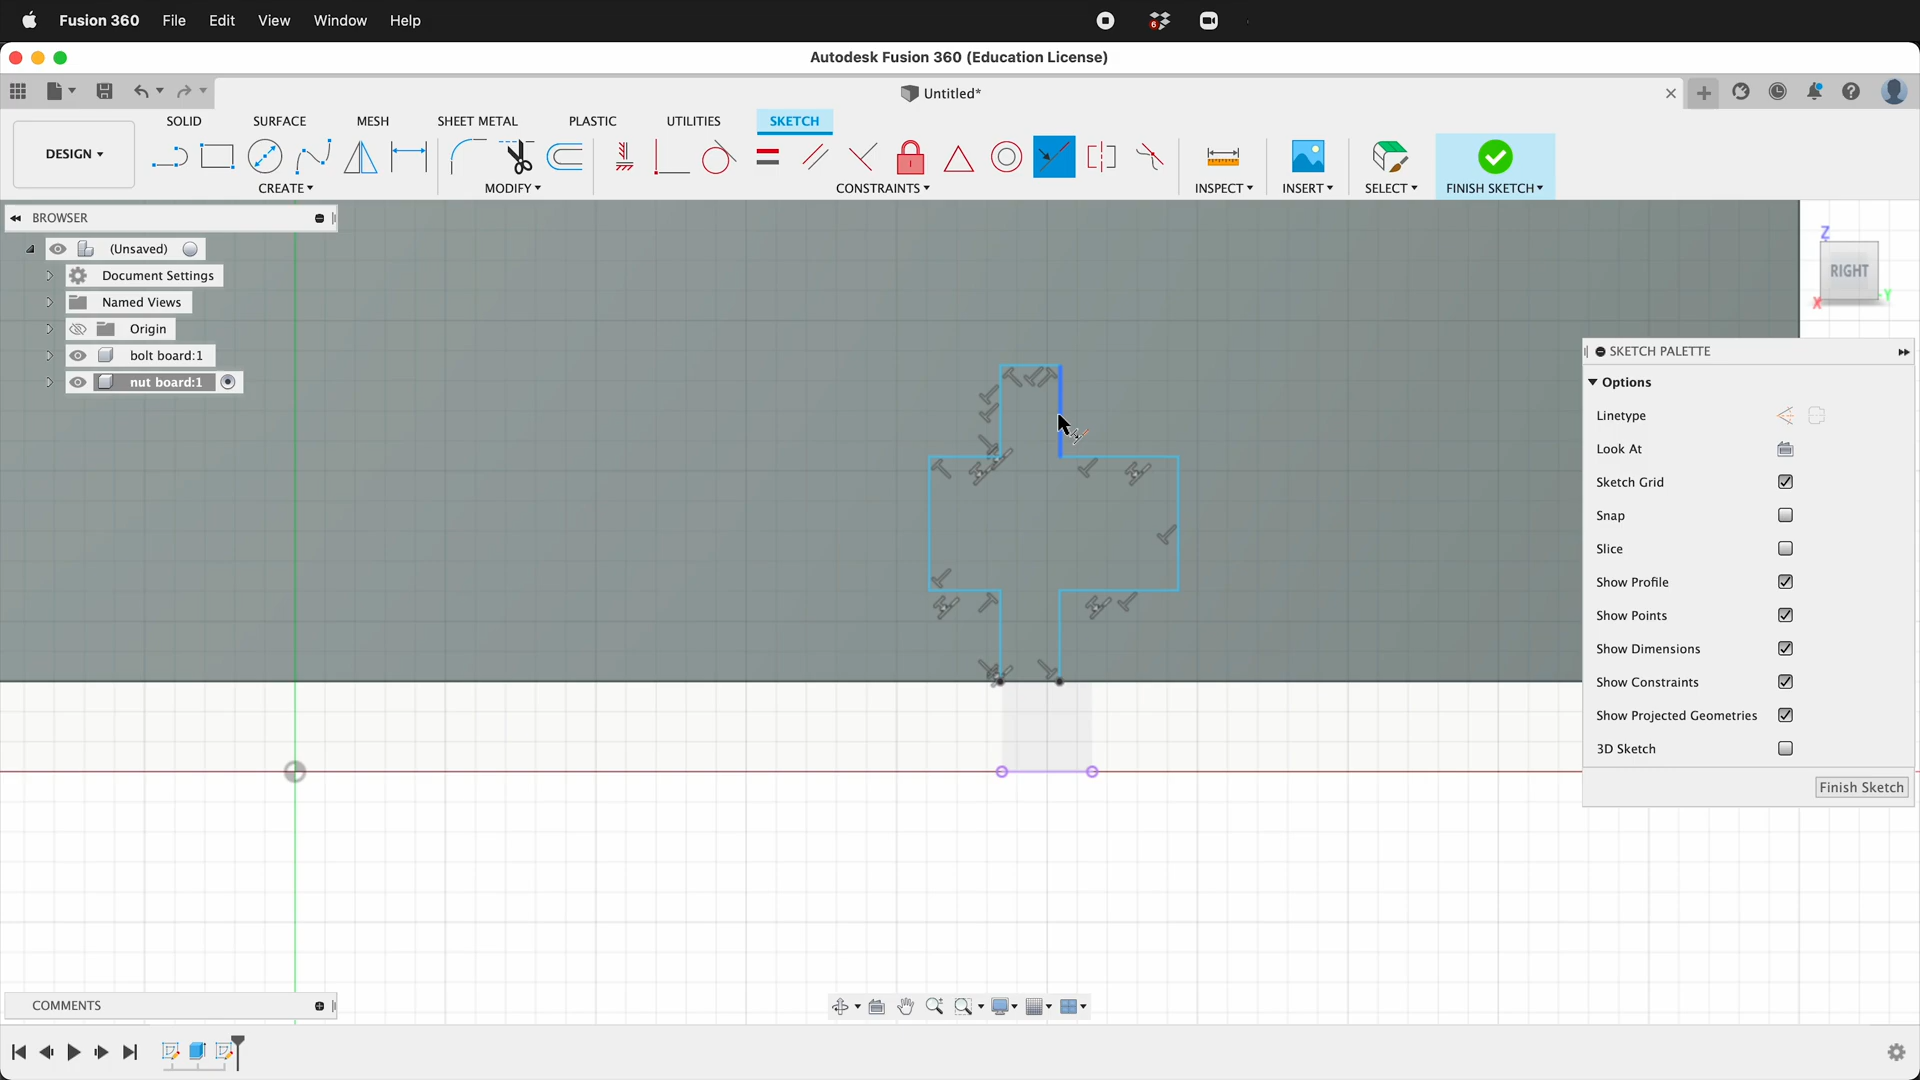 Fusion 360 File Edit View Window Help 6
Autodesk Fusion 360 (Education License)
Untitled*
SOLID SURFACE MESH SHEET METAL PLASTIC UTILITIES SKETCH
DESIGN
CREATE MODIFY CONSTRAINTS INSPECT INSERT SELECT FINISH SKETCH
BROWSER
(Unsaved)
Document Settings
Named Views
Origin
bolt board:1
nut board:1
Z
RIGHT
X Y
SKETCH PALETTE
Options
Linetype
Look At
Sketch Grid
Snap
Slice
Show Profile
Show Points
Show Dimensions
Show Constraints
Show Projected Geometries
3D Sketch
Finish Sketch
COMMENTS